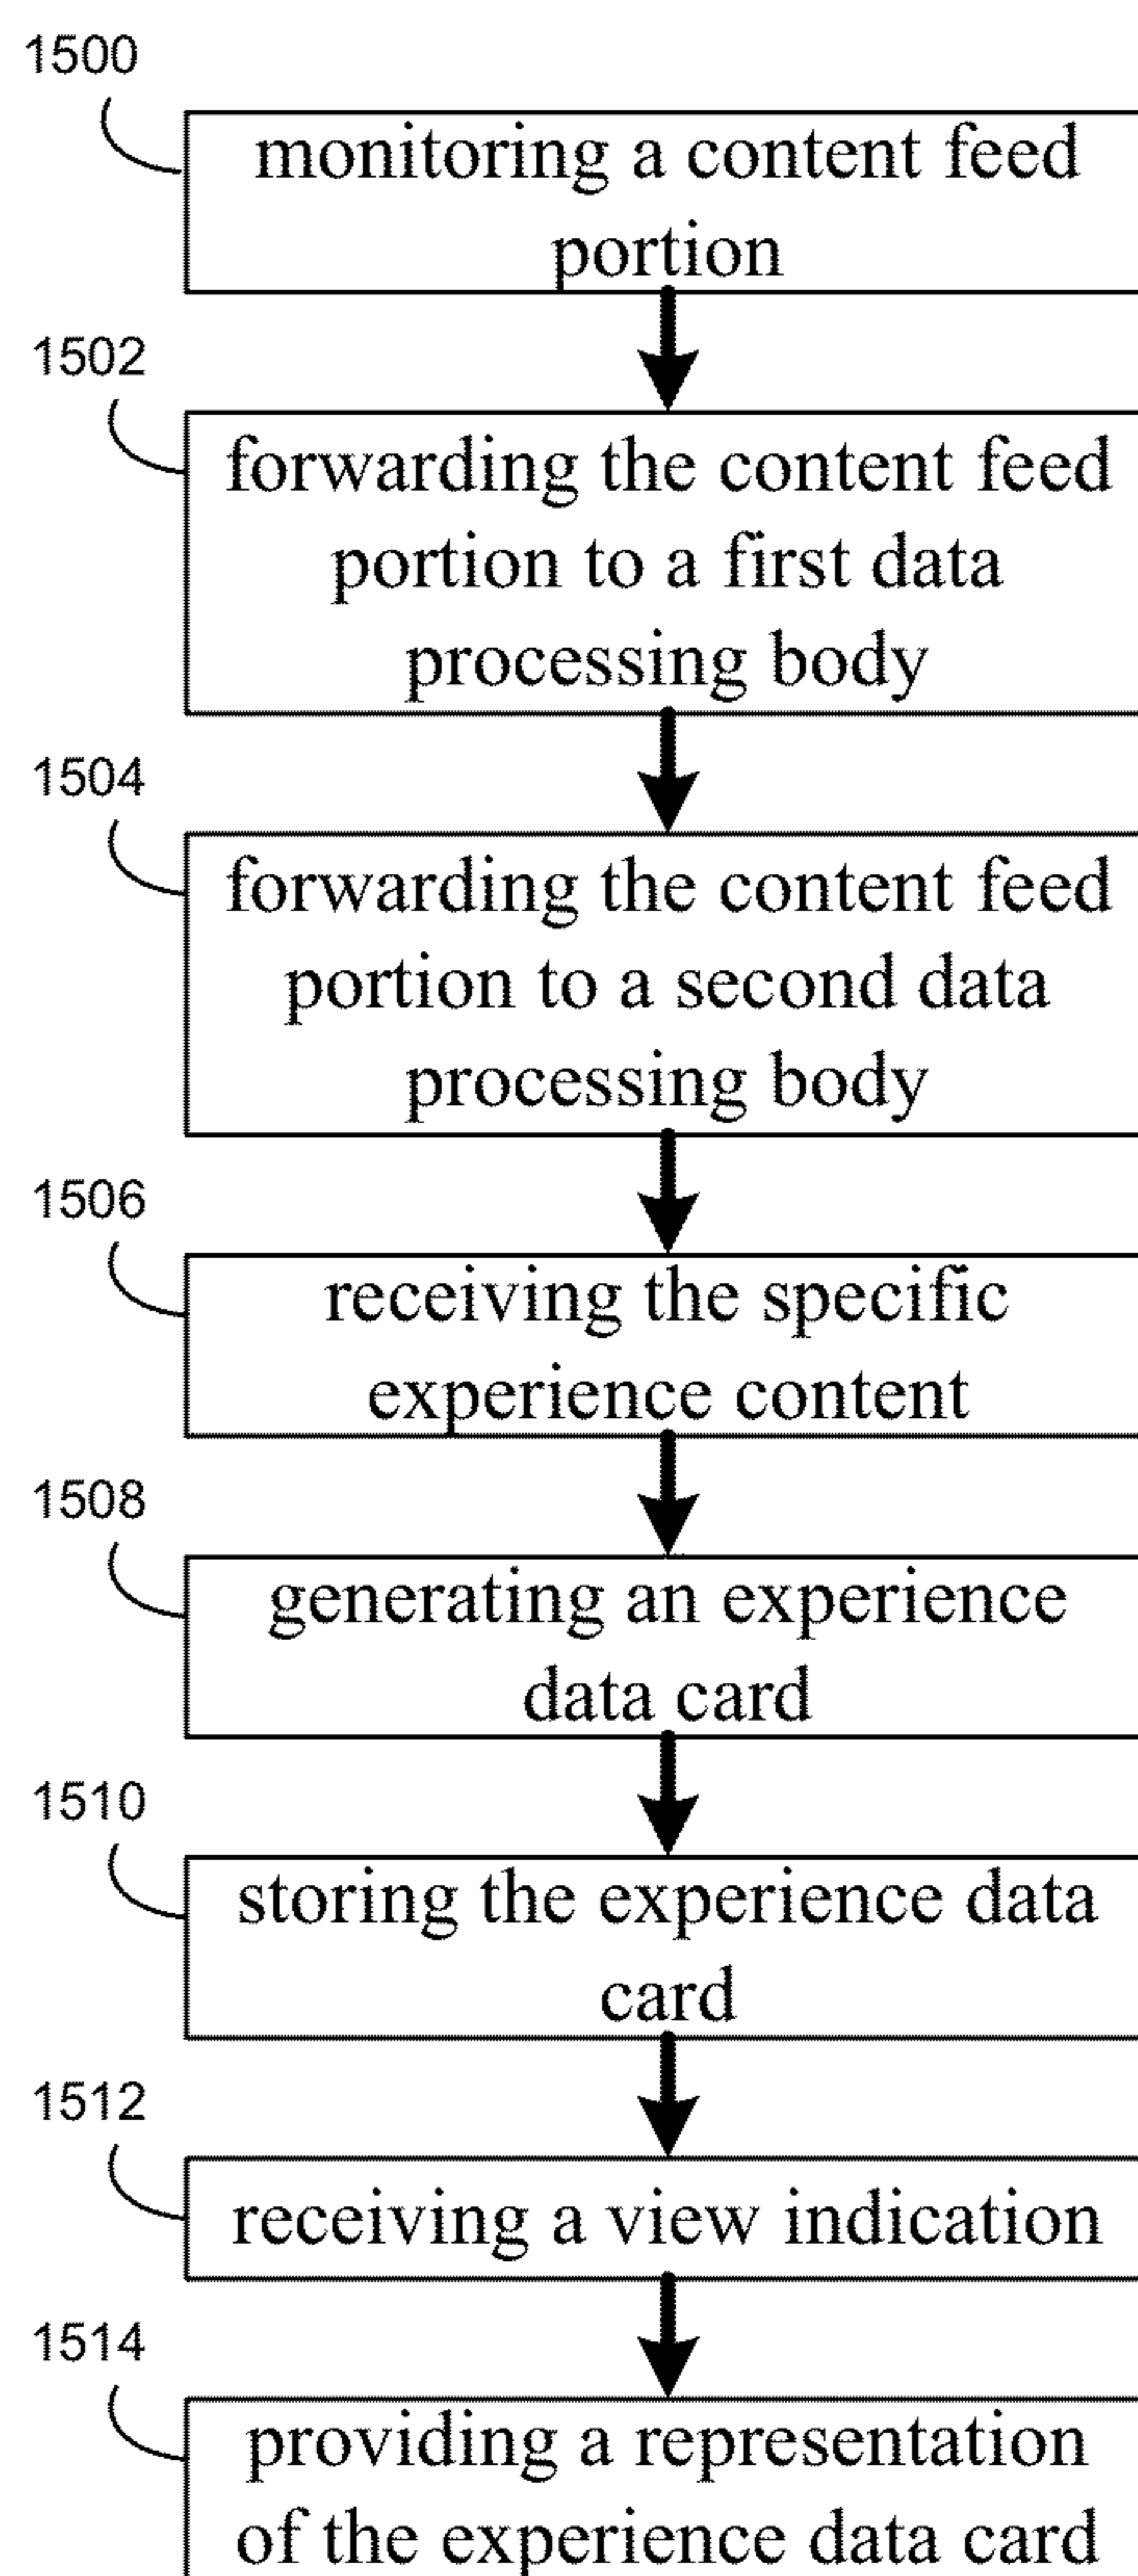 1500
monitoring a content feed
portion
1502
forwarding the content feed
portion to a first data
processing body
1504
forwarding the content feed
portion to a second data
processing body
1506
receiving the specific
experience content
1508
generating an experience
data card
1510
storing the experience data
card
1512
receiving a view indication
1514
providing a representation
of the experience data card